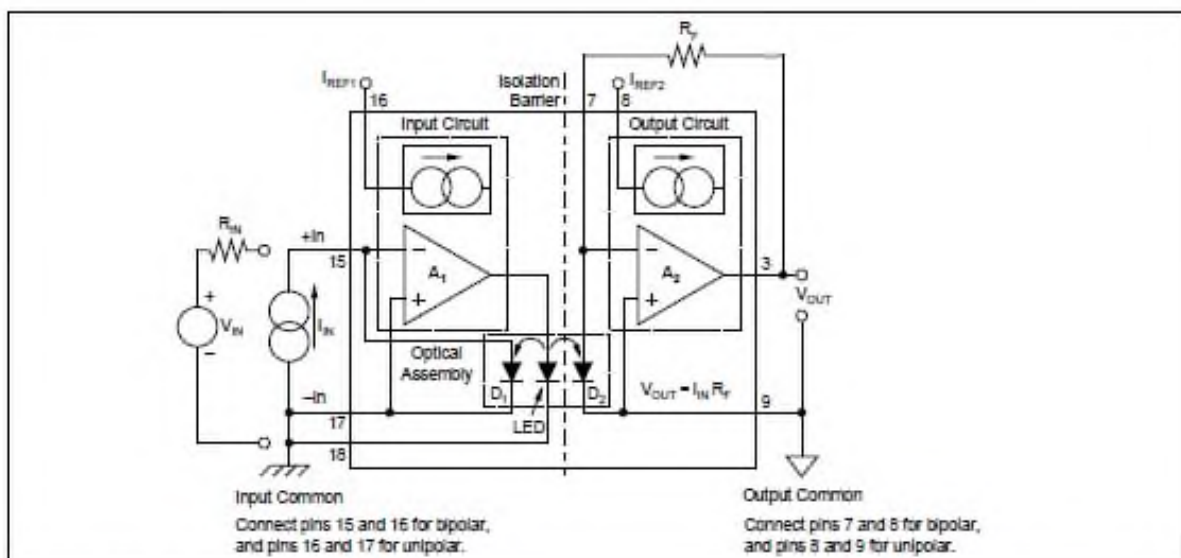 R_F
I_REF1
16
Isolation
Barrier
7
I_REF2
8
Input Circuit
Output Circuit
R_IN
+In
15
−
A_1
+
−
A_2
+
3
V_OUT
+
V_IN
−
I_IN
Optical
Assembly
D_1
D_2
V_OUT = I_IN R_F
9
–In
17
LED
18
Input Common
Connect pins 15 and 16 for bipolar,
and pins 16 and 17 for unipolar.
Output Common
Connect pins 7 and 8 for bipolar,
and pins 8 and 9 for unipolar.